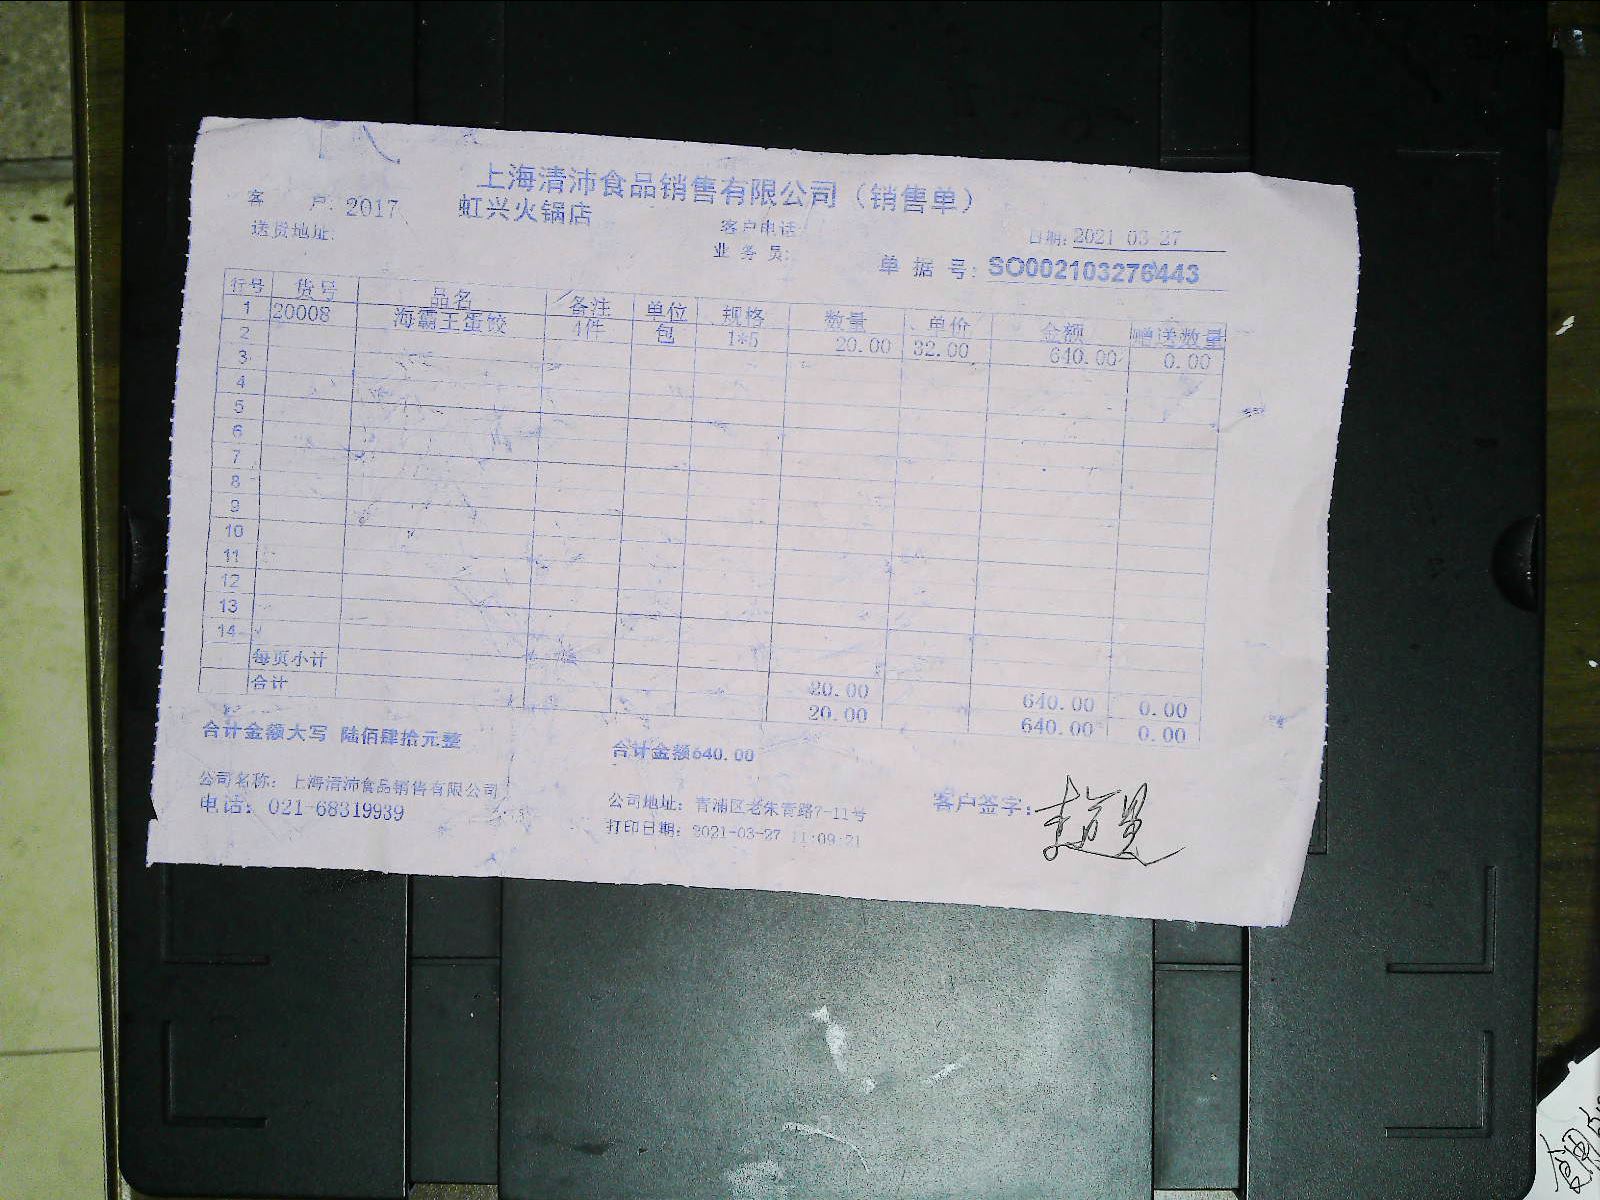 上海清沛食品销售有限公司（销售单）
客 户: 2017 虹兴火锅店
客户电话:
日期: 2021-03-27
送货地址:
业 务 员:
单 据 号: SO002103276443
行号 货号 品名 备注 单位 规格 数量 单价 金额 赠送数量
1 20008 海霸王蛋饺 4件 包 1*5 20.00 32.00 640.00 0.00
2
3
4
5
6
7
8
9
10
11
12
13
14
每页小计 20.00 640.00 0.00
合计 20.00 640.00 0.00
合计金额大写 陆佰肆拾元整 合计金额640.00
公司名称: 上海清沛食品销售有限公司 公司地址: 青浦区老朱青路7-11号 客户签字:
电话: 021-68319939 打印日期: 2021-03-27 11:09:21